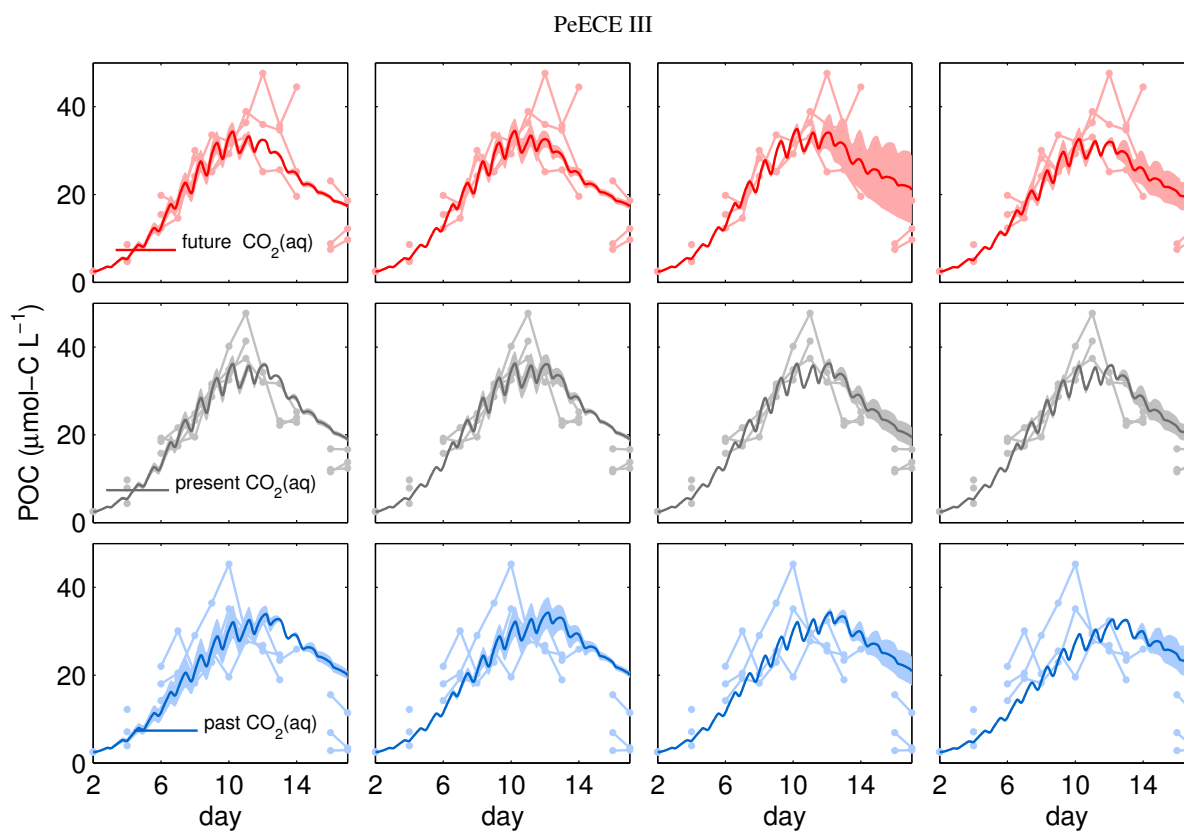 PeECE III
40
20
0
future CO2(aq)
POC (μmol−C L−1)
40
20
0
present CO2(aq)
40
20
0
past CO2(aq)
2 6 10 14 2 6 10 14 2 6 10 14 2 6 10 14
day day day day